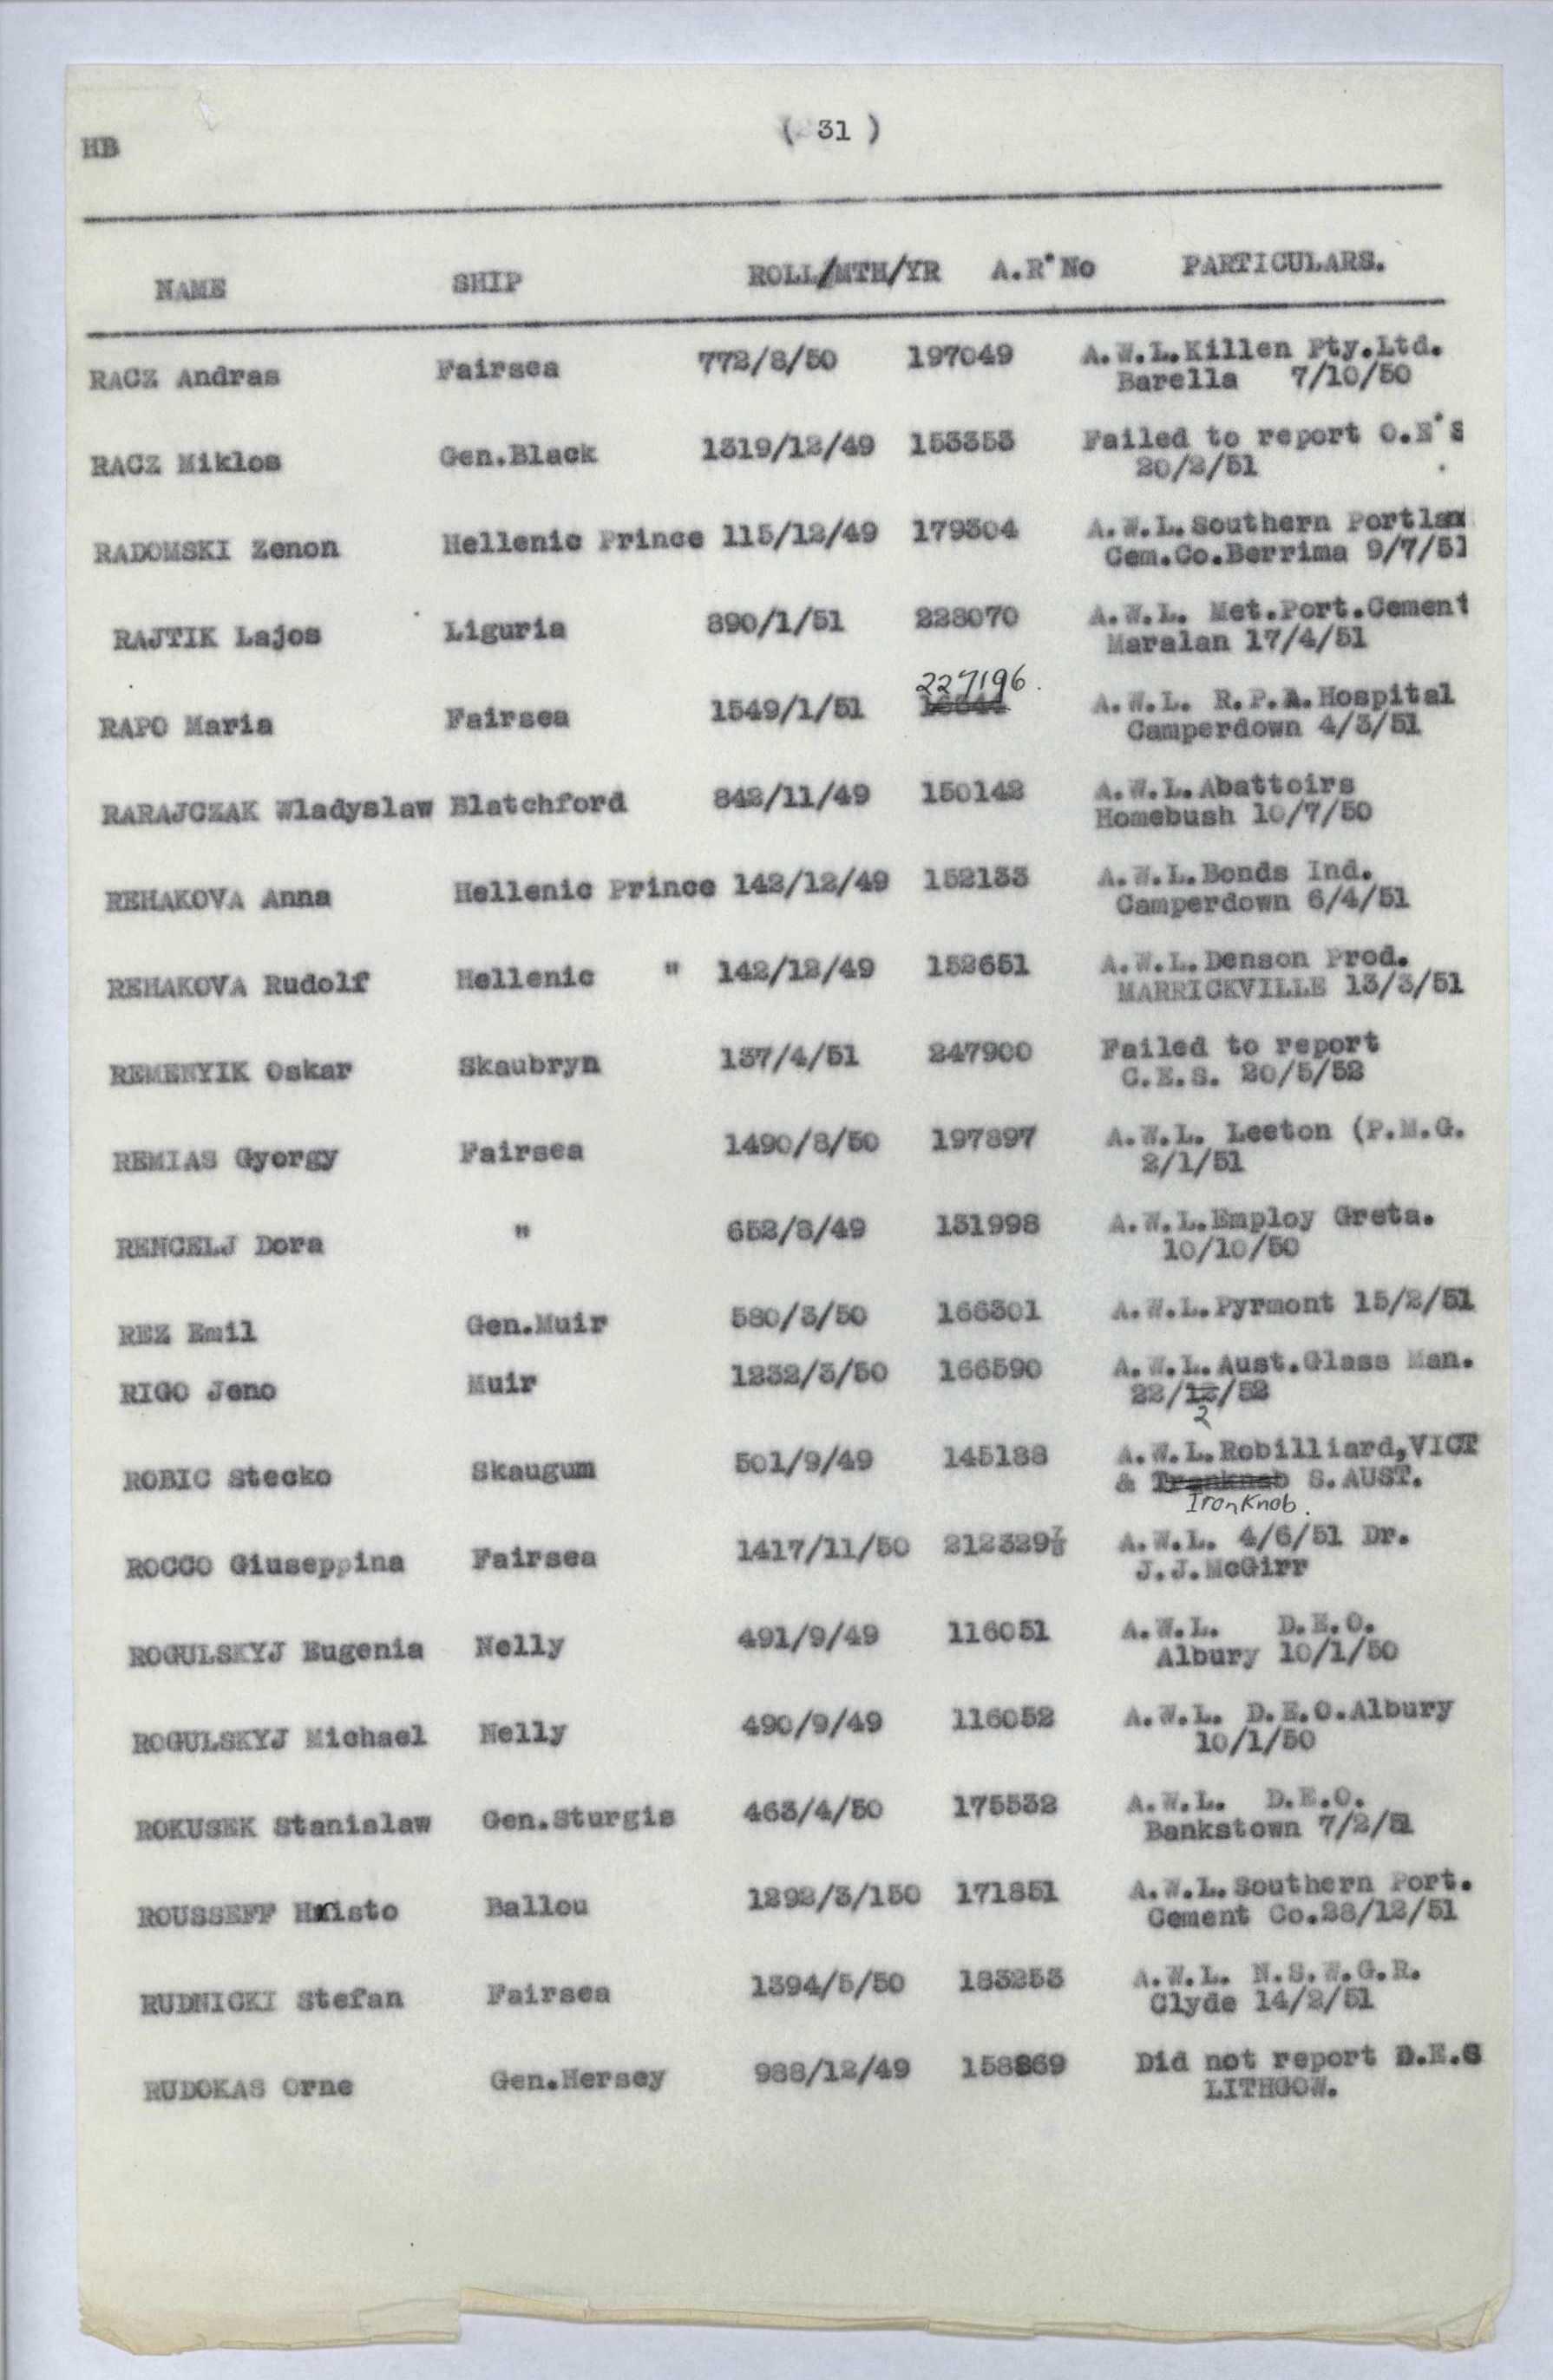 ( 31 )
HB
NAME SHIP ROLL/MTH/YR A.R.No PARTICULARS.
RACZ Andras Fairsea 772/8/50 197049 A.W.L.Killen Pty.Ltd.
Barella 7/10/50
RACZ Miklos Gen.Black 1319/12/49 153353 Failed to report C.E.S
20/2/51
RADOMSKI Zenon Hellenic Prince 115/12/49 179304 A.W.L.Southern Portlan
Cem.Co.Berrima 9/7/51
RAJTIK Lajos Liguria 890/1/51 228070 A.W.L. Met.Port.Cement
Maralan 17/4/51
227196.
RAPO Maria Fairsea 1549/1/51 A.W.L. R.P.A.Hospital
Camperdown 4/3/51
RARAJCZAK Wladyslaw Blatchford 842/11/49 150142 A.W.L.Abattoirs
Homebush 10/7/50
REHAKOVA Anna Hellenic Prince 142/12/49 152133 A.W.L.Bonds Ind.
Camperdown 6/4/51
REHAKOVA Rudolf Hellenic " 142/12/49 152651 A.W.L.Denson Prod.
MARRICKVILLE 13/3/51
REMENYIK Oskar Skaubryn 137/4/51 247900 Failed to report
C.E.S. 20/5/52
REMIAS Gyorgy Fairsea 1490/8/50 197897 A.W.L. Leeton (P.M.G.
2/1/51
RENCELJ Dora " 652/8/49 131998 A.W.L.Employ Greta.
10/10/50
REZ Emil Gen.Muir 580/3/50 166301 A.W.L.Pyrmont 15/2/51
RIGO Jeno Muir 1232/3/50 166590 A.W.L.Aust.Glass Man.
22/12/52
2
ROBIC Stecko Skaugum 501/9/49 145188 A.W.L.Robilliard,VICT
& Tronknob S.AUST.
IronKnob.
ROCCO Giuseppina Fairsea 1417/11/50 212329 A.W.L. 4/6/51 Dr.
J.J.McGirr
ROGULSKYJ Eugenia Nelly 491/9/49 116051 A.W.L. D.E.O.
Albury 10/1/50
ROGULSKYJ Michael Nelly 490/9/49 116052 A.W.L. D.E.O.Albury
10/1/50
ROKUSEK Stanislaw Gen.Sturgis 463/4/50 175532 A.W.L. D.E.O.
Bankstown 7/2/51
ROUSSEFF Hristo Ballou 1292/3/150 171851 A.W.L.Southern Port.
Cement Co.28/12/51
RUDNICKI Stefan Fairsea 1394/5/50 183253 A.W.L. N.S.W.G.R.
Clyde 14/2/51
RUDOKAS Orne Gen.Hersey 988/12/49 158869 Did not report D.E.O
LITHGOW.